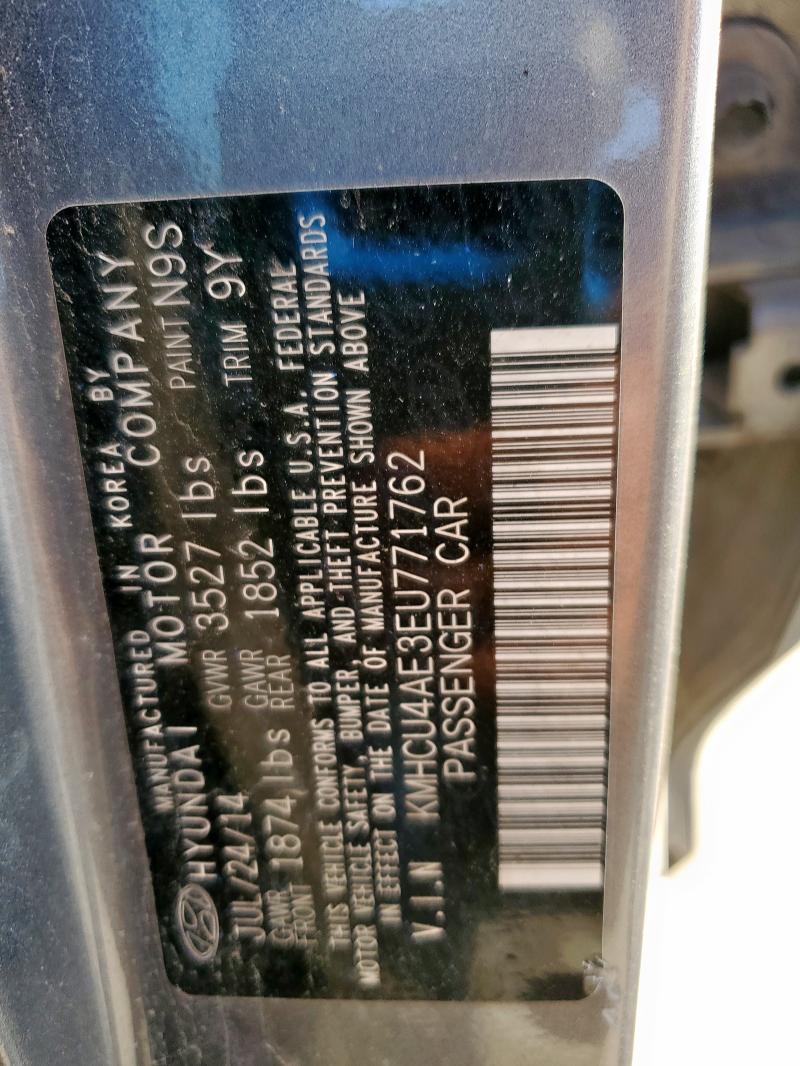 MANUFACTURED IN KOREA BY
HYUNDAI MOTOR COMPANY
JUL/24/14 GVWR 3527 lbs PAINT N9S
GAWR FRONT 1874 lbs GAWR REAR 1852 lbs TRIM 9Y
THIS VEHICLE CONFORMS TO ALL APPLICABLE U.S.A. FEDERAL
MOTOR VEHICLE SAFETY, BUMPER, AND THEFT PREVENTION STANDARDS
IN EFFECT ON THE DATE OF MANUFACTURE SHOWN ABOVE
V.I.N KMHCU4AE3EU771762
PASSENGER CAR